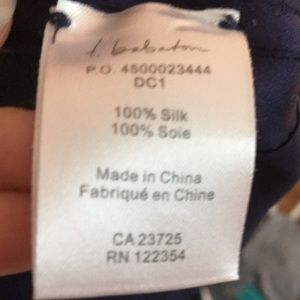 babaton
P.O. 4500023444
DC1
100% Silk
100% Soie
Made in China
Fabriqué en Chine
CA 23725
RN 122354